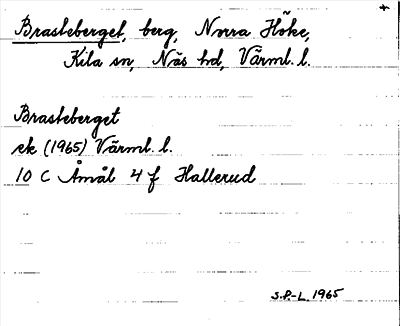 Brasteberget, berg, Norra Höke,
Kila sn, Näs hd, Värml. l.
Brasteberget
ek (1965) Värml. l.
10 C Åmål 4 f Hallerud
S.P.-L. 1965